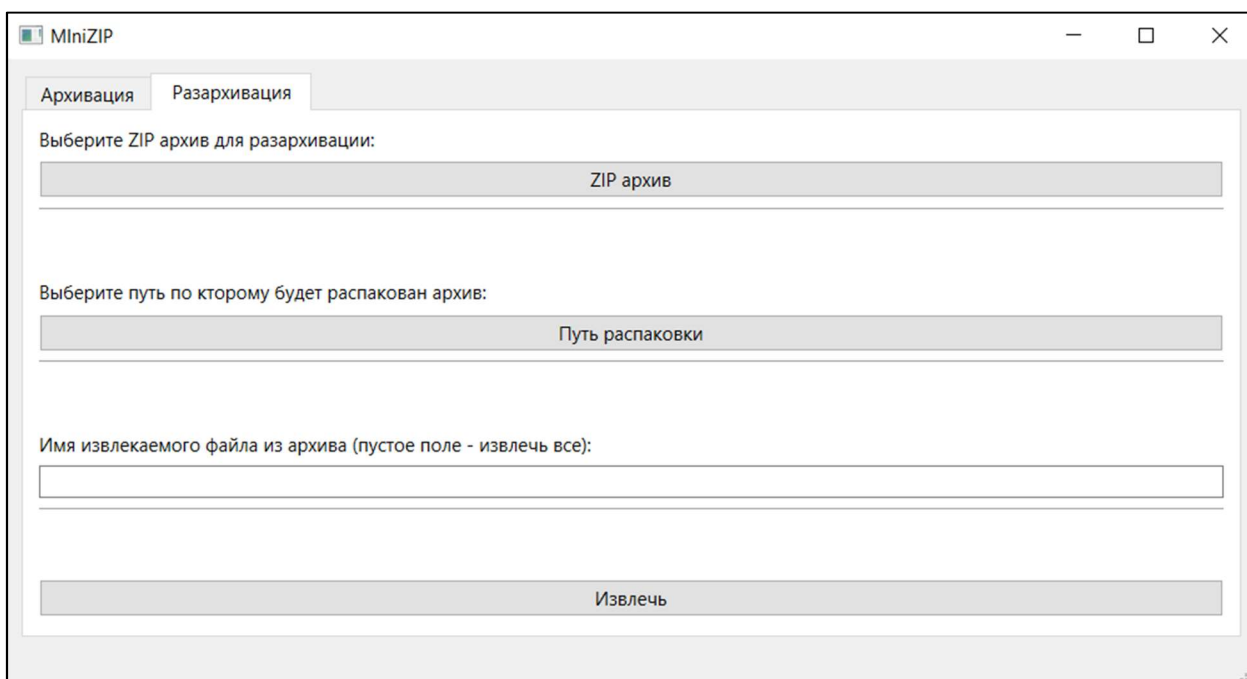 MIniZIP
Архивация Разархивация
Выберите ZIP архив для разархивации:
ZIP архив
Выберите путь по кторому будет распакован архив:
Путь распаковки
Имя извлекаемого файла из архива (пустое поле - извлечь все):
Извлечь